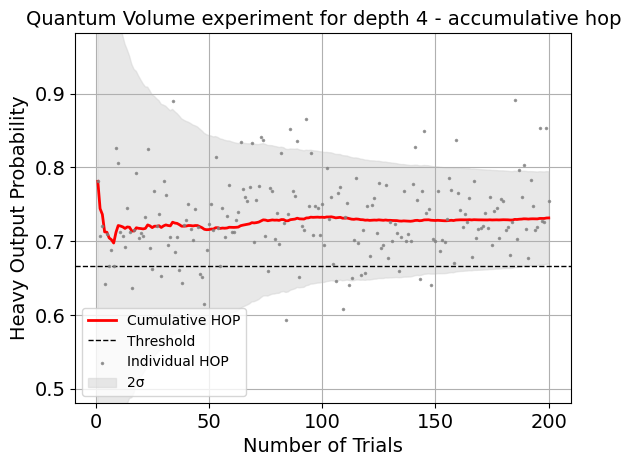 Quantum Volume experiment for depth 4 - accumulative hop
Heavy Output Probability
0.9
0.8
0.7
0.6
0.5
Cumulative HOP
Threshold
Individual HOP
2σ
0 50 100 150 200
Number of Trials